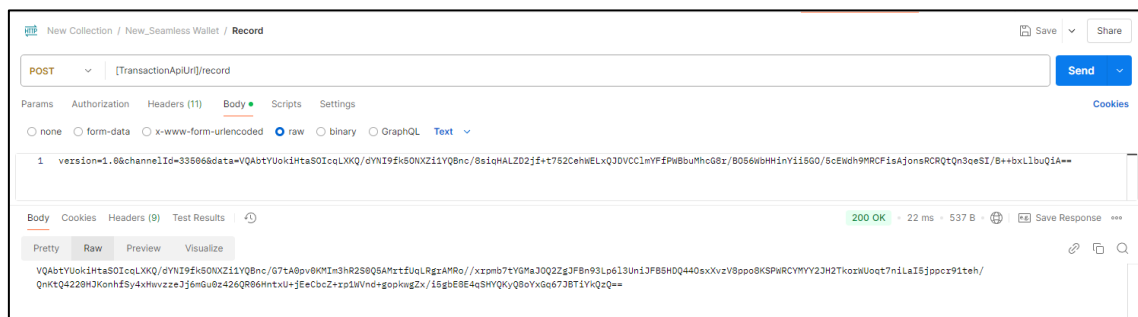 HTTP New Collection / New_Seamless Wallet / Record Save Share
POST [TransactionApiUrl]/record Send
Params Authorization Headers (11) Body Scripts Settings Cookies
none form-data x-www-form-urlencoded raw binary GraphQL Text
1 version=1.0&channelId=33506&data=VQAbtYUokiHtaSOIcqLXKQ/dYNI9fk5ONXZi1YQBnc/8siqHALZD2jf+t752CehWELxQJDVCClmYFfPWBbuMhcG8r/BO56WbHHinYii5GO/5cEWdh9MRCFisAjonsRCRQtQn3qeSI/B++bxLlbuQiA==
Body Cookies Headers (9) Test Results 200 OK 22 ms 537 B e.g. Save Response
Pretty Raw Preview Visualize
VQAbtYUokiHtaSOIcqLXKQ/dYNI9fk5ONXZi1YQBnc/G7tA0pv0KMIm3hR2S0Q5AMrtfUqLRgrAMRo//xrpmb7tYGMaJOQ2ZgJFBn93Lp6l3UniJFB5HDQ44OsxXvzV8ppo8KSPWRCYMYY2JH2TkorWUoqt7niLaI5jppcr91teh/
QnKtQ4220HJKonhfSy4xHwvzzeJj6mGu0z426QR06HntxU+jEeCbcZ+rp1WVnd+gopkwgZx/i5gbE8E4qSHYQKyQ8oYxGq67JBTiYkQzQ==